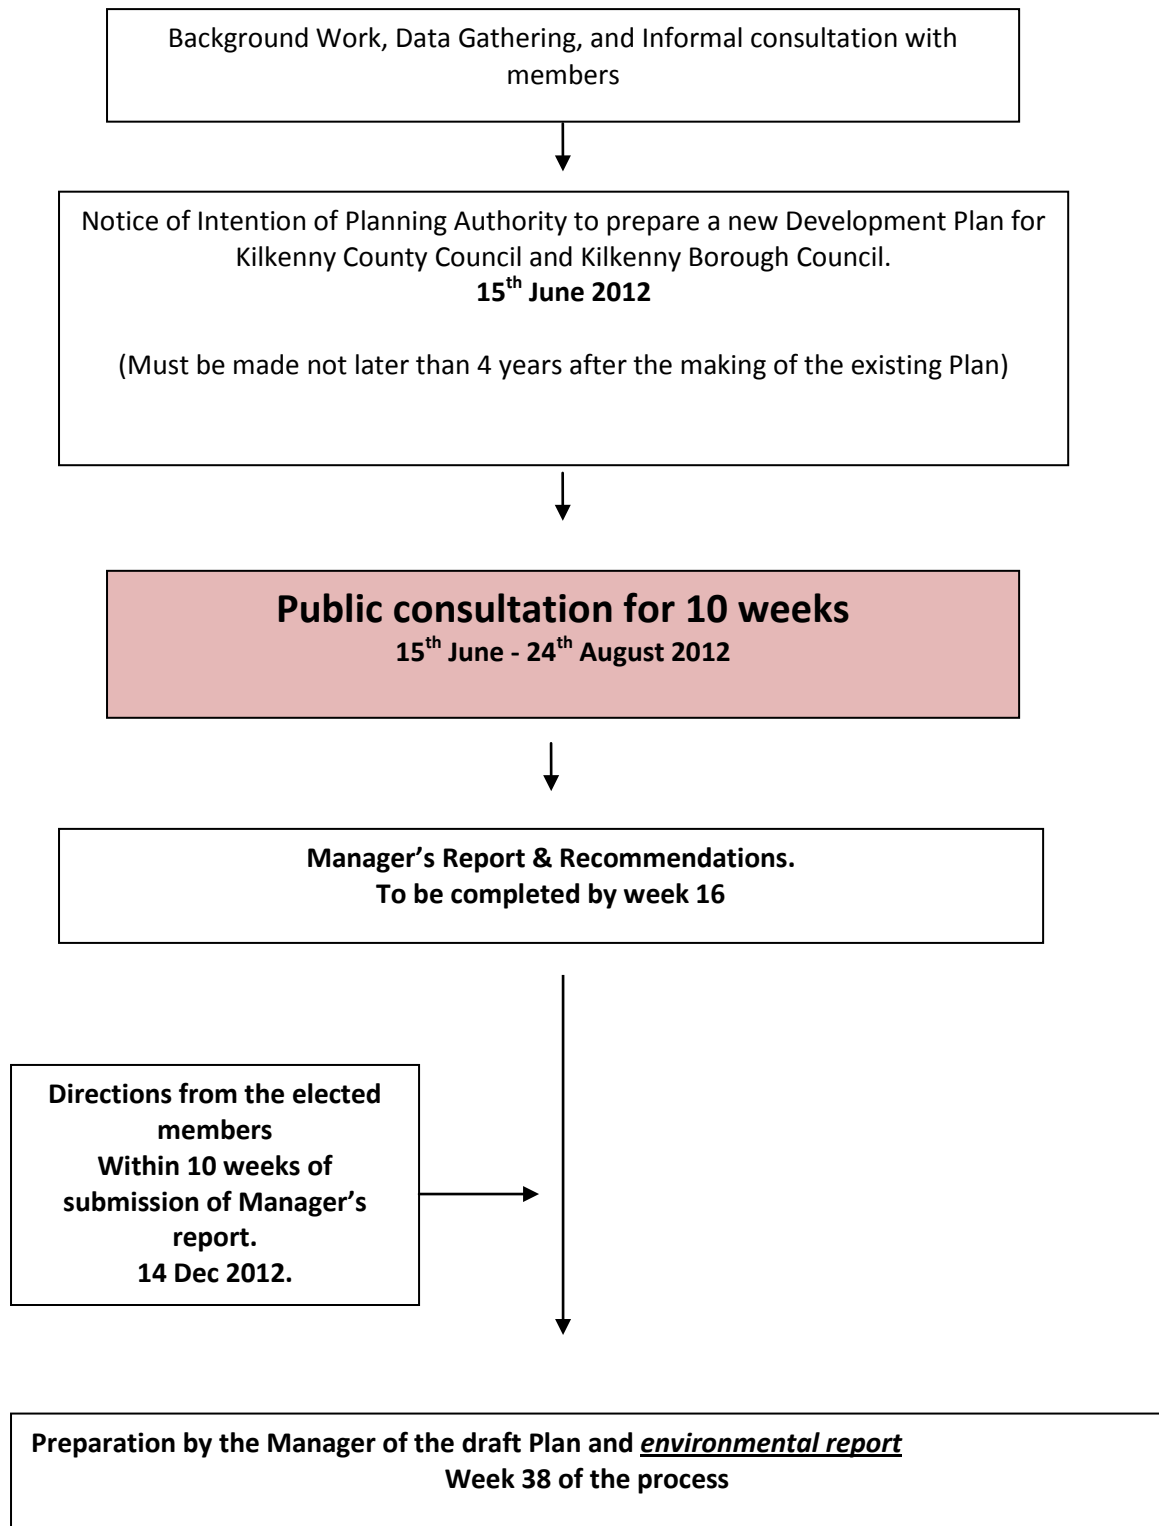 Background Work, Data Gathering, and Informal consultation with
members
Notice of Intention of Planning Authority to prepare a new Development Plan for
Kilkenny County Council and Kilkenny Borough Council.
15th June 2012
(Must be made not later than 4 years after the making of the existing Plan)
Public consultation for 10 weeks
15th June - 24th August 2012
Manager’s Report & Recommendations.
To be completed by week 16
Directions from the elected
members
Within 10 weeks of
submission of Manager’s
report.
14 Dec 2012.
Preparation by the Manager of the draft Plan and environmental report
Week 38 of the process